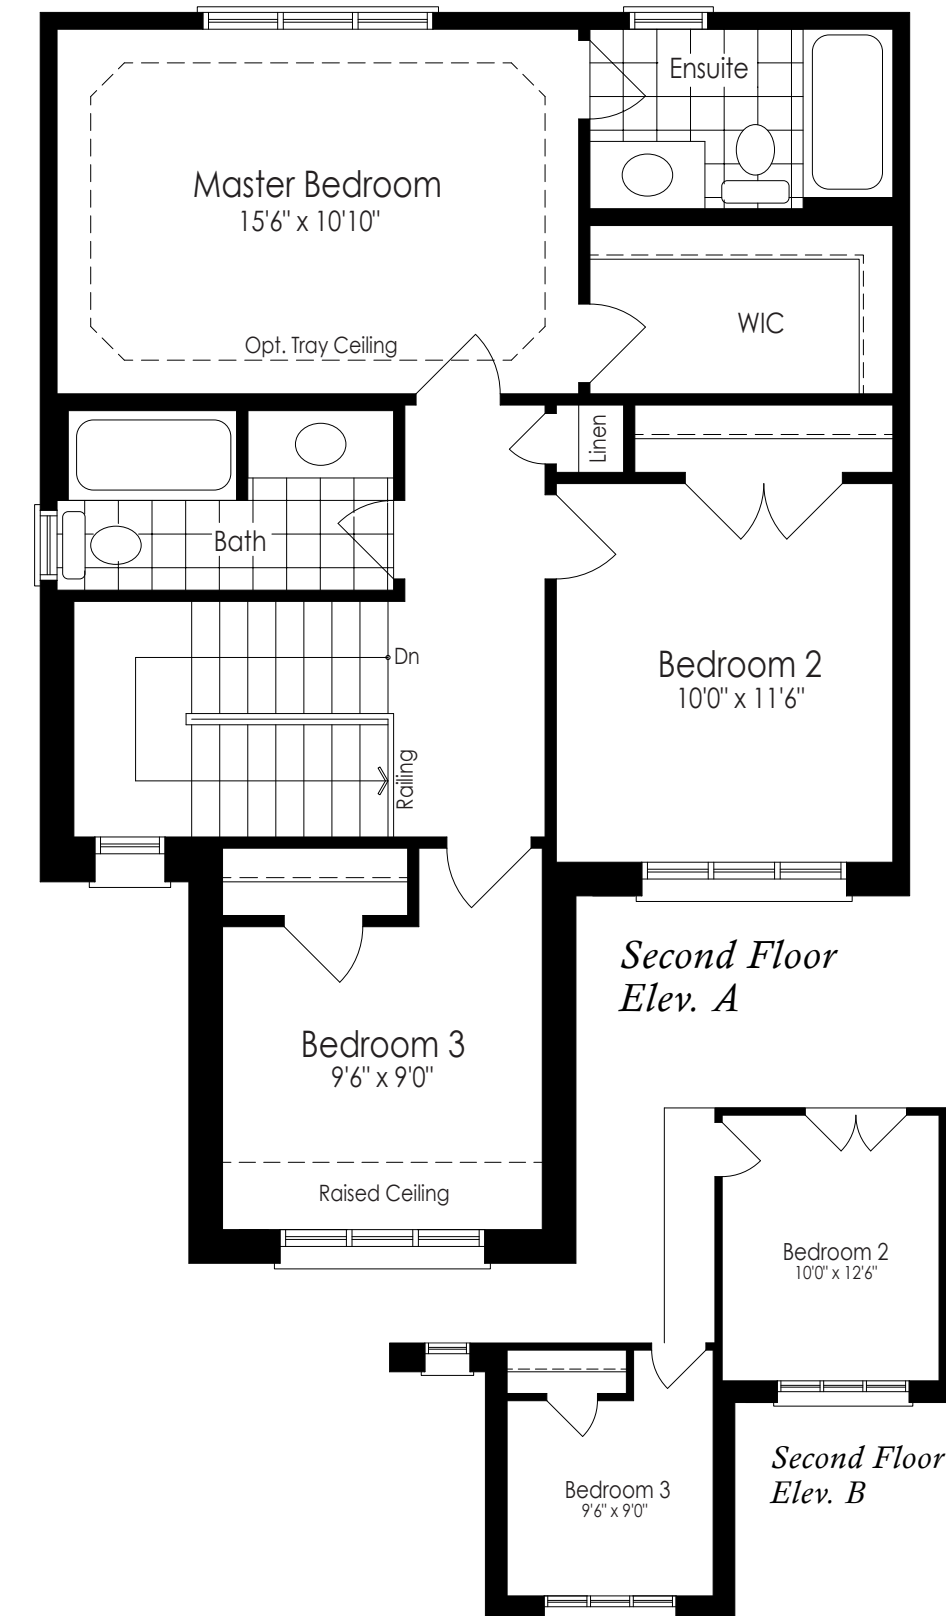 Ensuite
Master Bedroom
15'6" x 10'10"
WIC
Opt. Tray Ceiling
Linen
Bath
Dn
Bedroom 2
10'0" x 11'6"
Railing
Second Floor
Elev. A
Bedroom 3
9'6" x 9'0"
Raised Ceiling
Bedroom 2
10'0" x 12'6"
Second Floor
Elev. B
Bedroom 3
9'6" x 9'0"